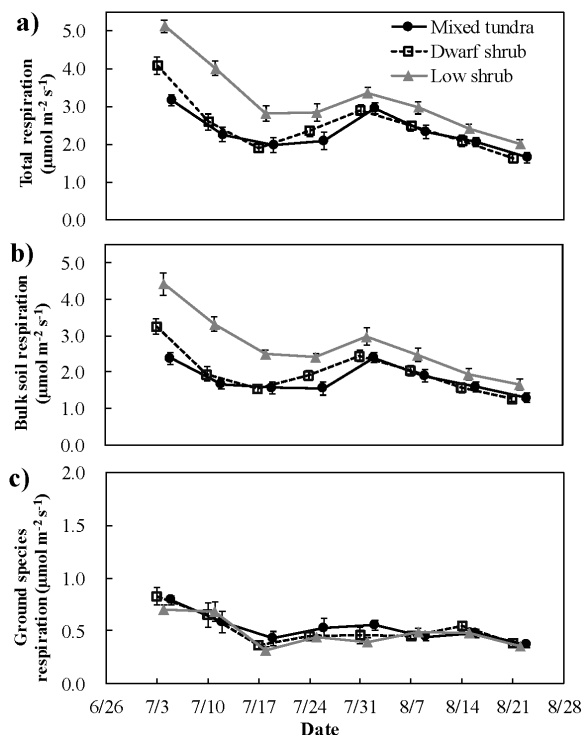 a)
Total respiration
(µmol m⁻² s⁻¹)
5.0
4.0
3.0
2.0
1.0
0.0
Mixed tundra
Dwarf shrub
Low shrub
b)
Bulk soil respiration
(µmol m⁻² s⁻¹)
5.0
4.0
3.0
2.0
1.0
0.0
c)
Ground species
respiration (µmol m⁻² s⁻¹)
2.0
1.5
1.0
0.5
0.0
6/26 7/3 7/10 7/17 7/24 7/31 8/7 8/14 8/21 8/28
Date